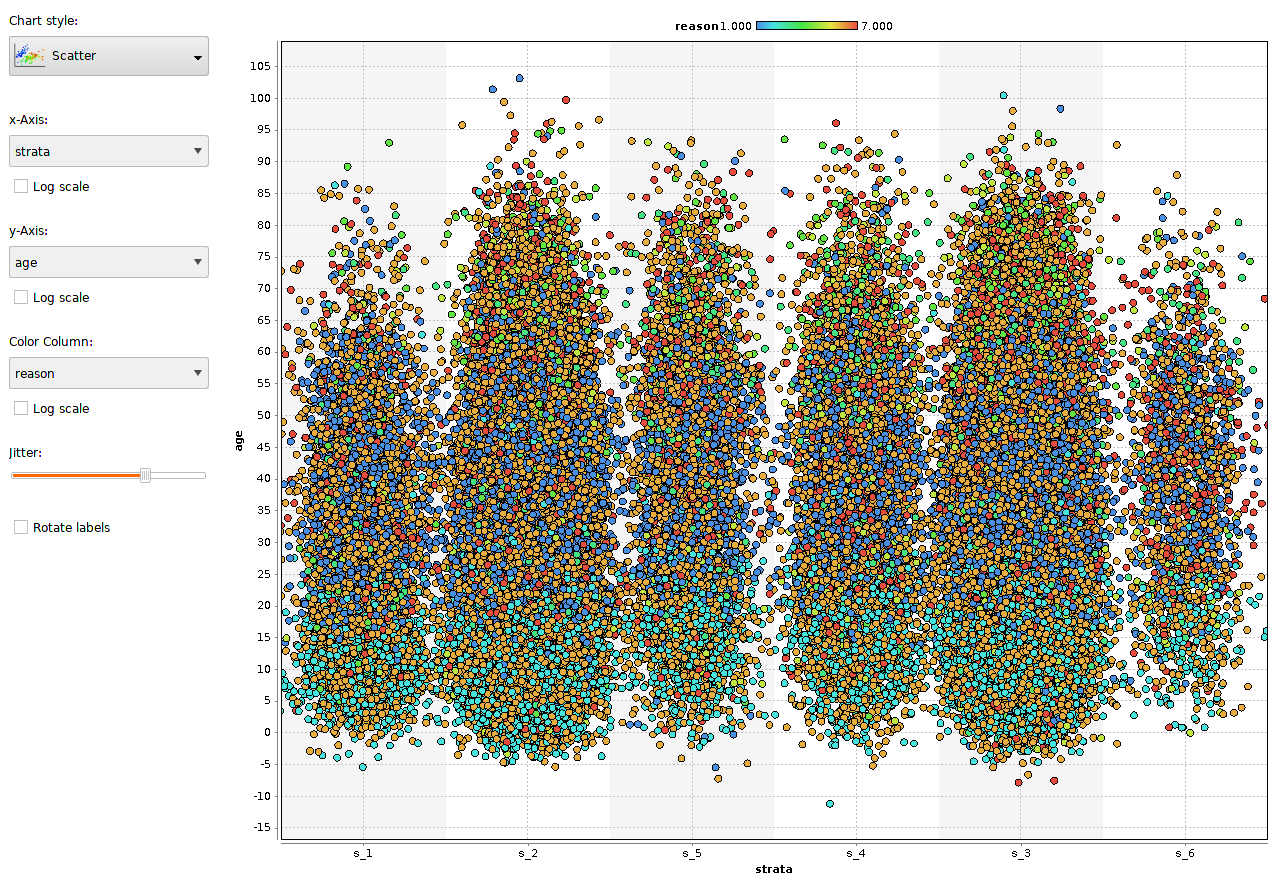 Chart style:
Scatter
x-Axis:
strata
Log scale
y-Axis:
age
Log scale
Color Column:
reason
Log scale
Jitter:
Rotate labels
reason 1.000 7.000
105
100
95
90
85
80
75
70
65
60
55
50
45
40
35
30
25
20
15
10
5
0
-5
-10
-15
age
s_1 s_2 s_5 s_4 s_3 s_6
strata